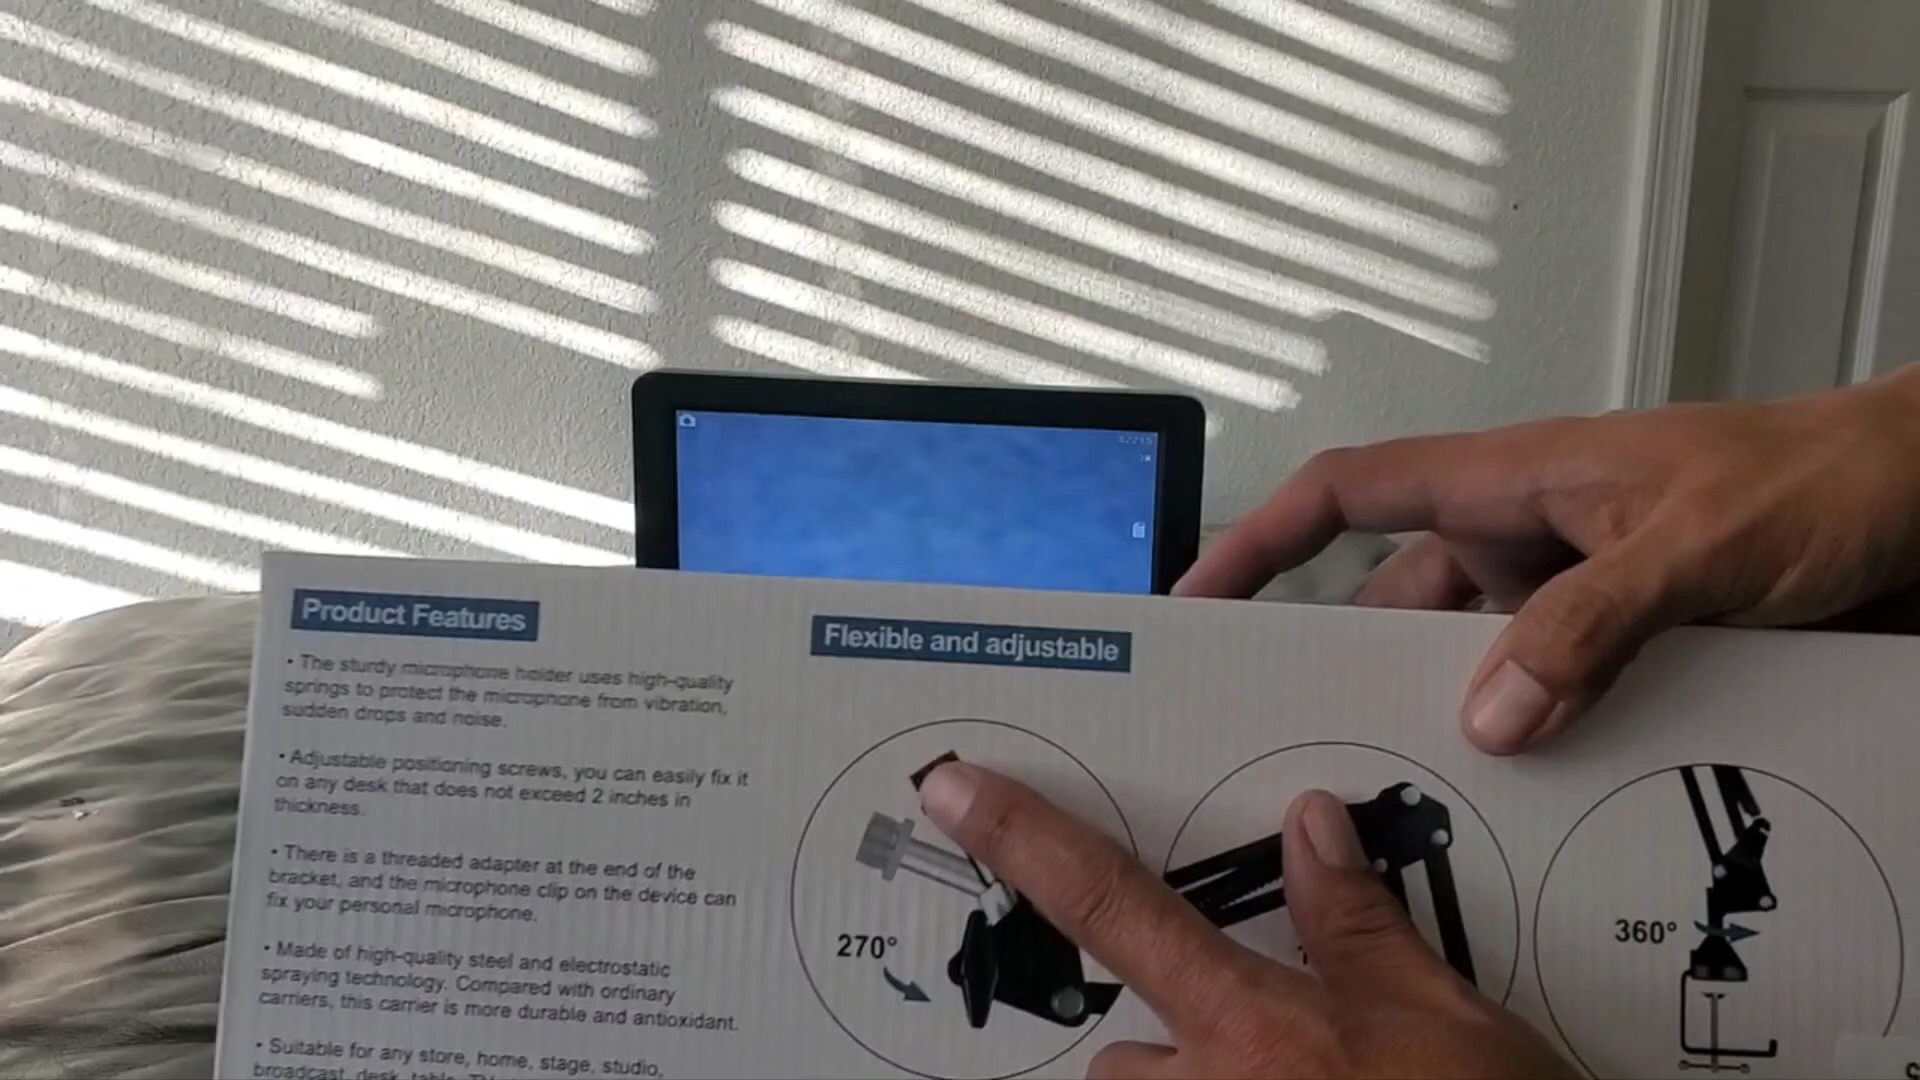 Product Features
• The sturdy microphone holder uses high-quality
springs to protect the microphone from vibration,
sudden drops and noise.
• Adjustable positioning screws, you can easily fix it
on any desk that does not exceed 2 inches in
thickness.
• There is a threaded adapter at the end of the
bracket, and the microphone clip on the device can
fix your personal microphone.
• Made of high-quality steel and electrostatic
spraying technology. Compared with ordinary
carriers, this carrier is more durable and antioxidant.
• Suitable for any store, home, stage, studio,
broadcast desk, table,
Flexible and adjustable
270°
360°